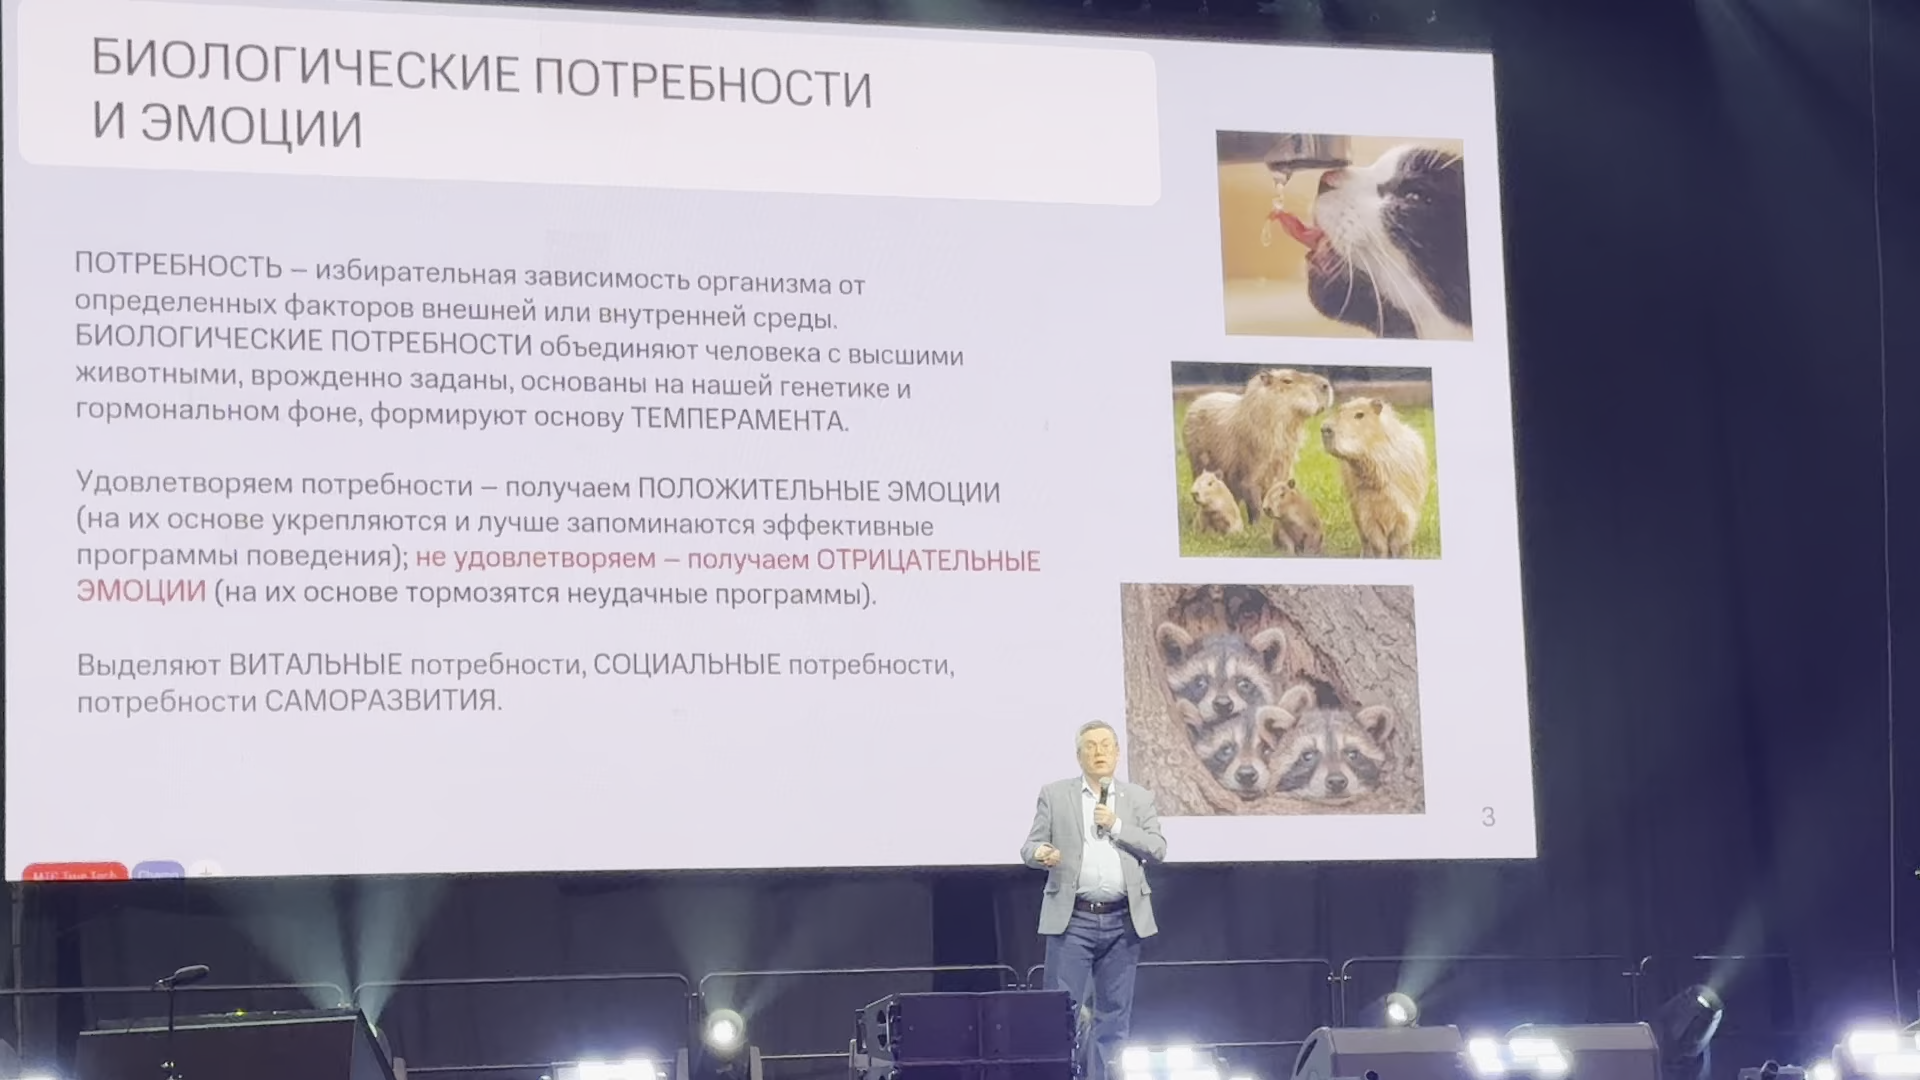 БИОЛОГИЧЕСКИЕ ПОТРЕБНОСТИ
И ЭМОЦИИ
ПОТРЕБНОСТЬ – избирательная зависимость организма от
определенных факторов внешней или внутренней среды.
БИОЛОГИЧЕСКИЕ ПОТРЕБНОСТИ объединяют человека с высшими
животными, врожденно заданы, основаны на нашей генетике и
гормональном фоне, формируют основу ТЕМПЕРАМЕНТА.
Удовлетворяем потребности – получаем ПОЛОЖИТЕЛЬНЫЕ ЭМОЦИИ
(на их основе укрепляются и лучше запоминаются эффективные
программы поведения); не удовлетворяем – получаем ОТРИЦАТЕЛЬНЫЕ
ЭМОЦИИ (на их основе тормозятся неудачные программы).
Выделяют ВИТАЛЬНЫЕ потребности, СОЦИАЛЬНЫЕ потребности,
потребности САМОРАЗВИТИЯ.
3
МТС True Tech